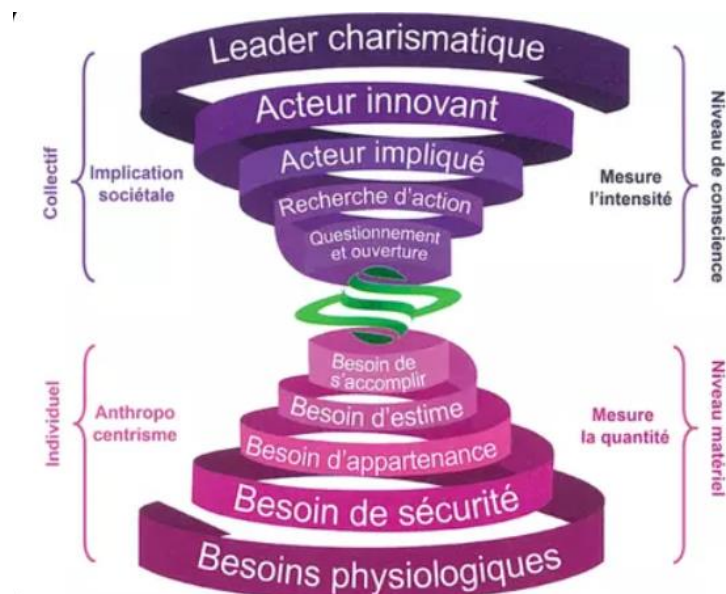 Leader charismatique
Acteur innovant
Acteur impliqué
Recherche d'action
Questionnement
et ouverture
Collectif
Implication
sociétale
Mesure
l'intensité
Niveau de conscience
Besoin de
s'accomplir
Besoin d'estime
Besoin d'appartenance
Besoin de sécurité
Besoins physiologiques
Individuel
Anthropo
centrisme
Mesure
la quantité
Niveau matériel